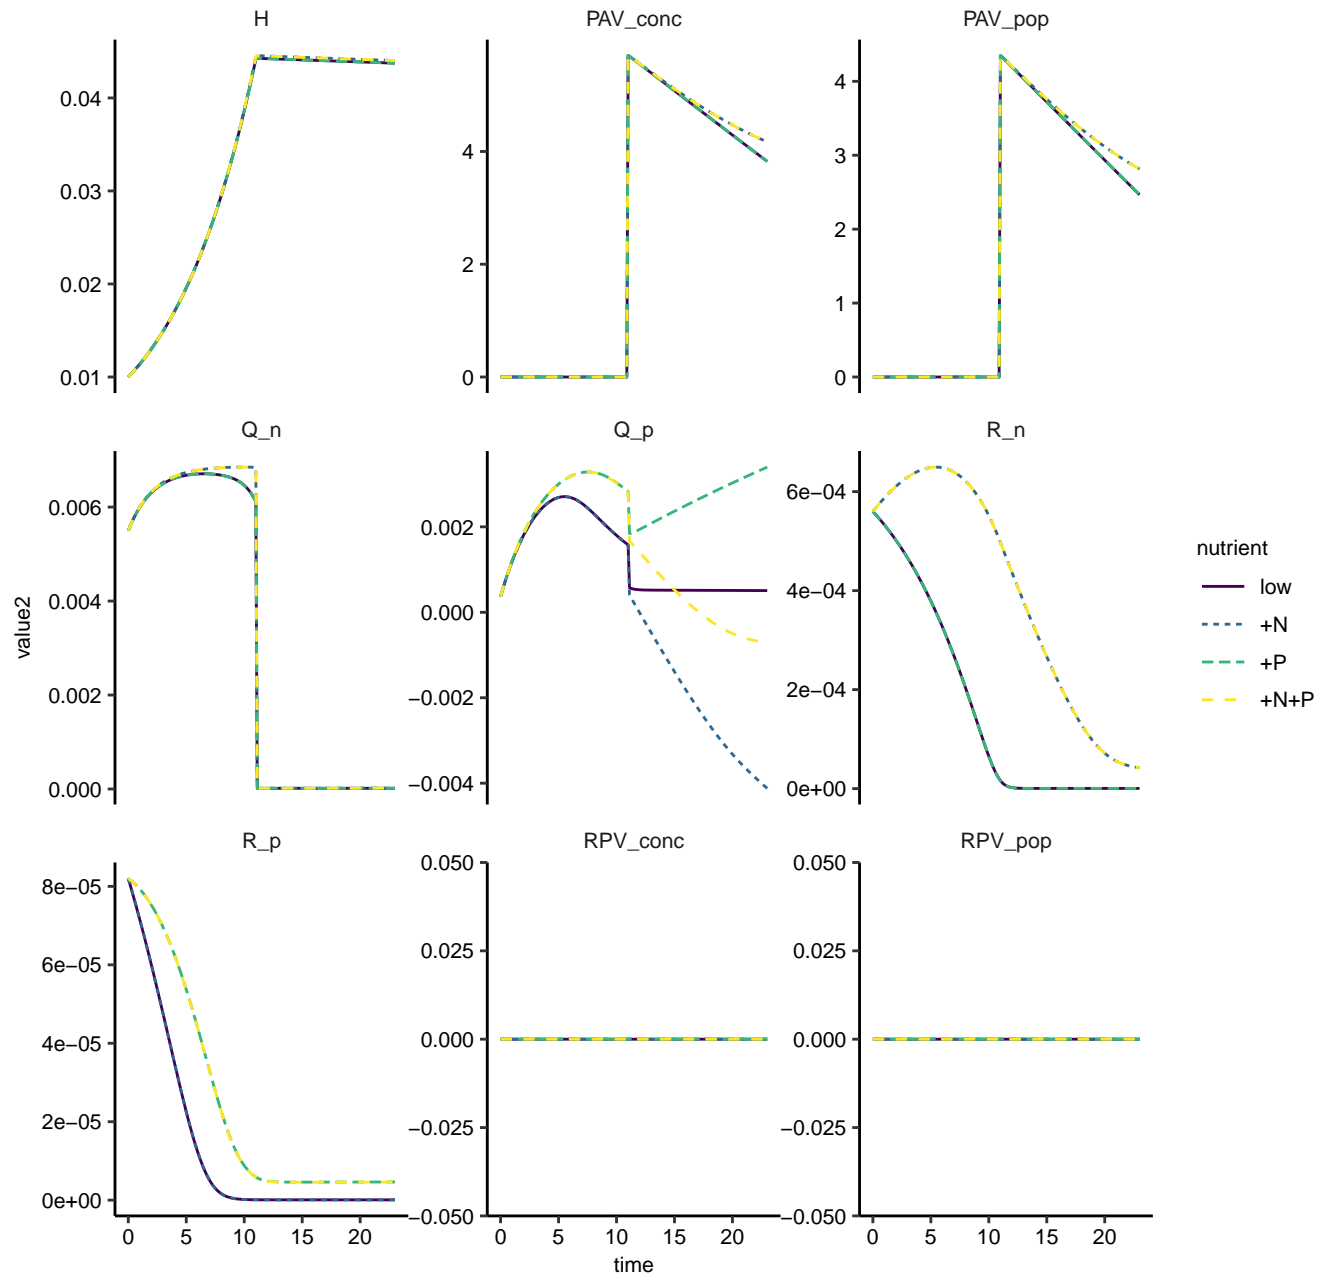 H
PAV_conc
PAV_pop
0.04
0.03
0.02
0.01
4
2
0
4
3
2
1
0
Q_n
Q_p
R_n
0.006
0.004
0.002
0.000
0.002
0.000
−0.002
−0.004
6e−04
4e−04
2e−04
0e+00
R_p
RPV_conc
RPV_pop
8e−05
6e−05
4e−05
2e−05
0e+00
0.050
0.025
0.000
−0.025
−0.050
0.050
0.025
0.000
−0.025
−0.050
0 5 10 15 20
0 5 10 15 20
0 5 10 15 20
time
value2
nutrient
low
+N
+P
+N+P